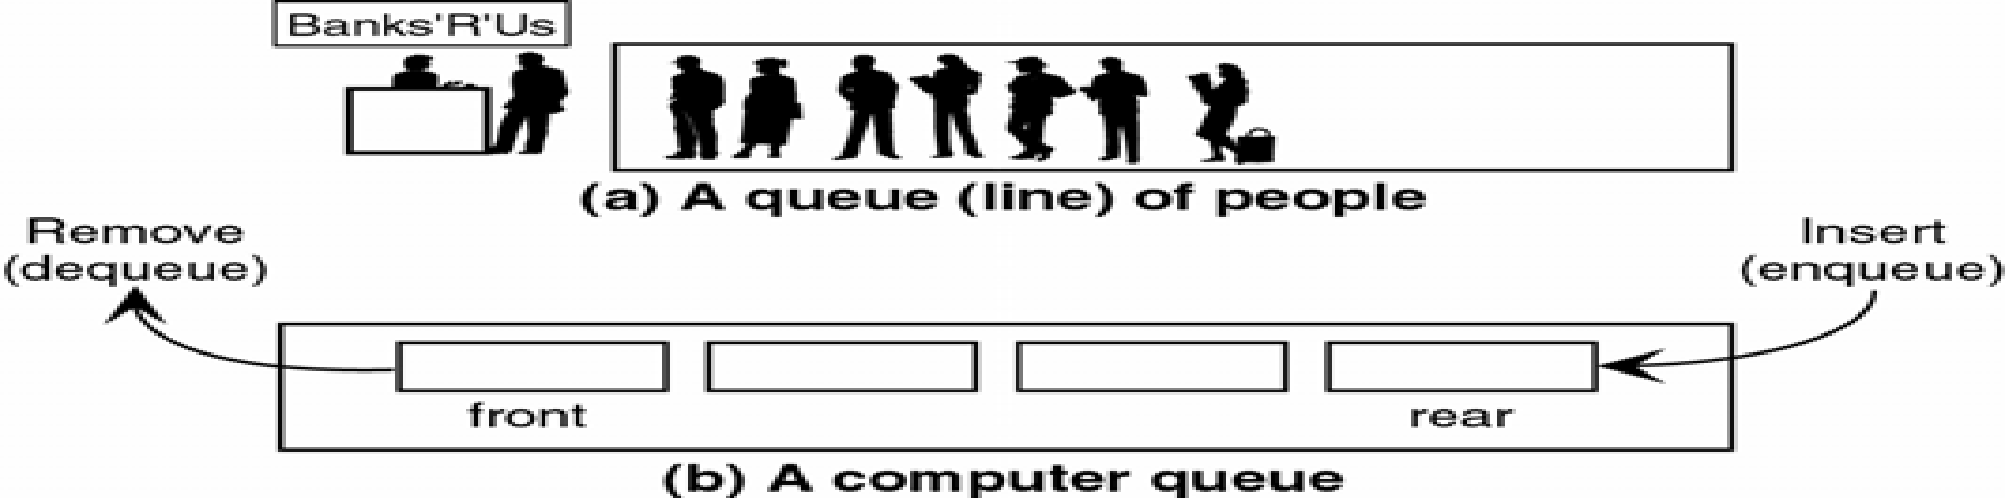 Banks'R'Us
(a) A queue (line) of people
Remove
(dequeue)
Insert
(enqueue)
front
rear
(b) A computer queue